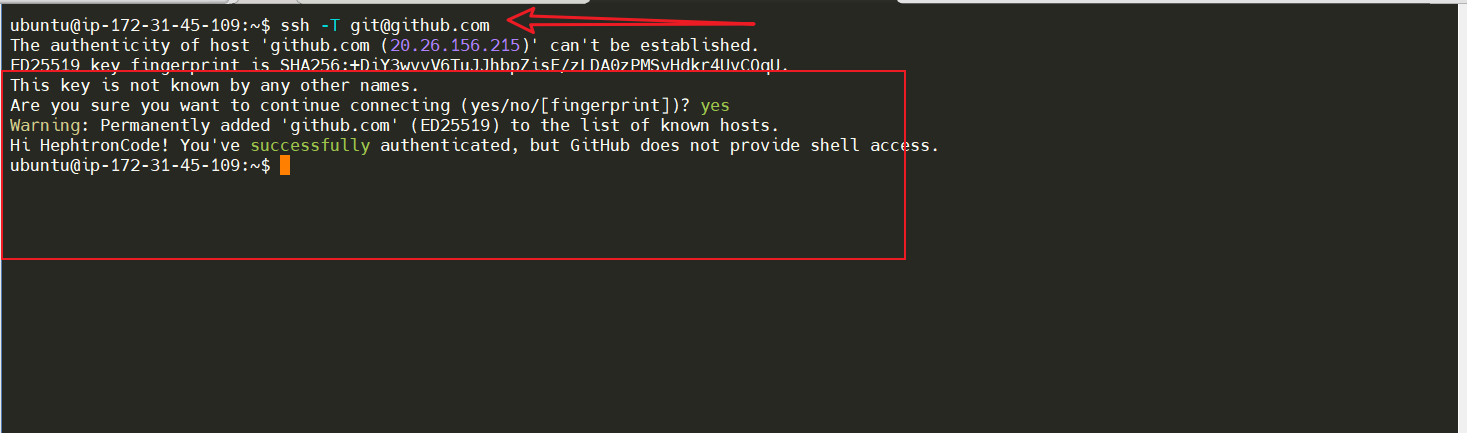 ubuntu@ip-172-31-45-109:~$ ssh -T git@github.com
The authenticity of host 'github.com (20.26.156.215)' can't be established.
ED25519 key fingerprint is SHA256:+DiY3wvvV6TuJJhbpZisF/zLDA0zPMSvHdkr4UvCOqU.
This key is not known by any other names.
Are you sure you want to continue connecting (yes/no/[fingerprint])? yes
Warning: Permanently added 'github.com' (ED25519) to the list of known hosts.
Hi HephtronCode! You've successfully authenticated, but GitHub does not provide shell access.
ubuntu@ip-172-31-45-109:~$